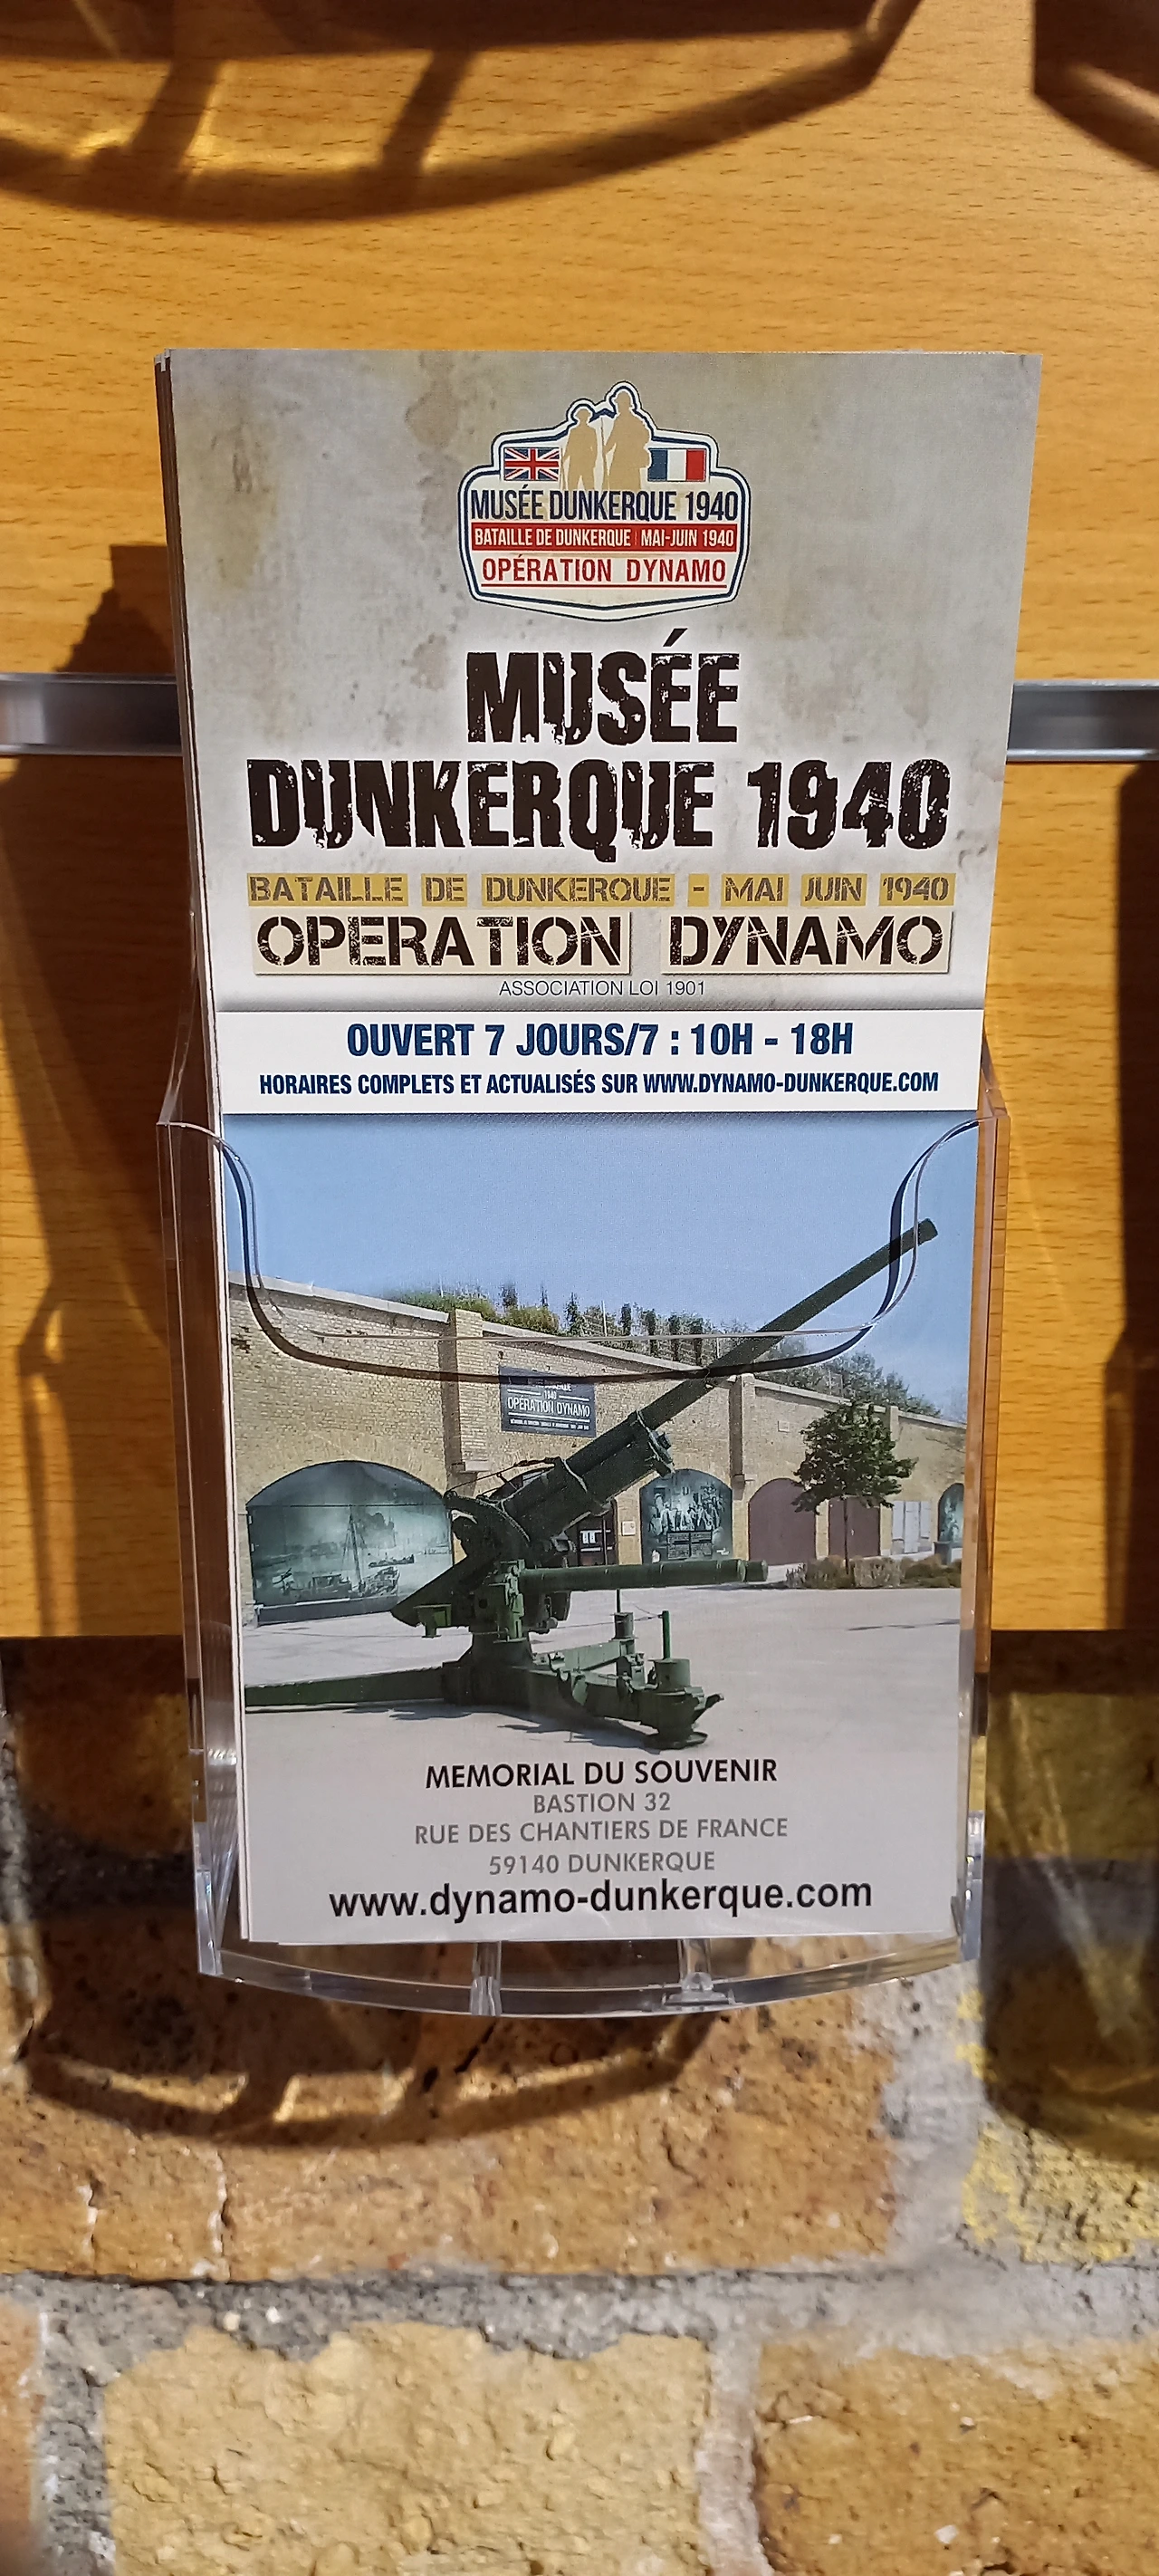 MUSÉE DUNKERQUE 1940
BATAILLE DE DUNKERQUE | MAI-JUIN 1940
OPÉRATION DYNAMO
MUSÉE
DUNKERQUE 1940
BATAILLE DE DUNKERQUE - MAI JUIN 1940
OPERATION DYNAMO
ASSOCIATION LOI 1901
OUVERT 7 JOURS/7 : 10H - 18H
HORAIRES COMPLETS ET ACTUALISÉS SUR WWW.DYNAMO-DUNKERQUE.COM
1940
OPÉRATION DYNAMO
MEMORIAL DU SOUVENIR
BASTION 32
RUE DES CHANTIERS DE FRANCE
59140 DUNKERQUE
www.dynamo-dunkerque.com